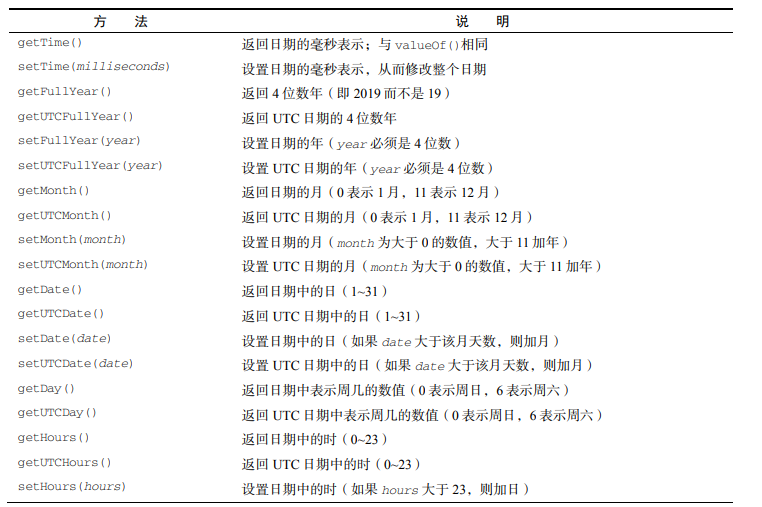 方 法 说 明
getTime() 返回日期的毫秒表示；与 valueOf()相同
setTime(milliseconds) 设置日期的毫秒表示，从而修改整个日期
getFullYear() 返回 4 位数年（即 2019 而不是 19）
getUTCFullYear() 返回 UTC 日期的 4 位数年
setFullYear(year) 设置日期的年（year 必须是 4 位数）
setUTCFullYear(year) 设置 UTC 日期的年（year 必须是 4 位数）
getMonth() 返回日期的月（0 表示 1 月，11 表示 12 月）
getUTCMonth() 返回 UTC 日期的月（0 表示 1 月，11 表示 12 月）
setMonth(month) 设置日期的月（month 为大于 0 的数值，大于 11 加年）
setUTCMonth(month) 设置 UTC 日期的月（month 为大于 0 的数值，大于 11 加年）
getDate() 返回日期中的日（1~31）
getUTCDate() 返回 UTC 日期中的日（1~31）
setDate(date) 设置日期中的日（如果 date 大于该月天数，则加月）
setUTCDate(date) 设置 UTC 日期中的日（如果 date 大于该月天数，则加月）
getDay() 返回日期中表示周几的数值（0 表示周日，6 表示周六）
getUTCDay() 返回 UTC 日期中表示周几的数值（0 表示周日，6 表示周六）
getHours() 返回日期中的时（0~23）
getUTCHours() 返回 UTC 日期中的时（0~23）
setHours(hours) 设置日期中的时（如果 hours 大于 23，则加日）